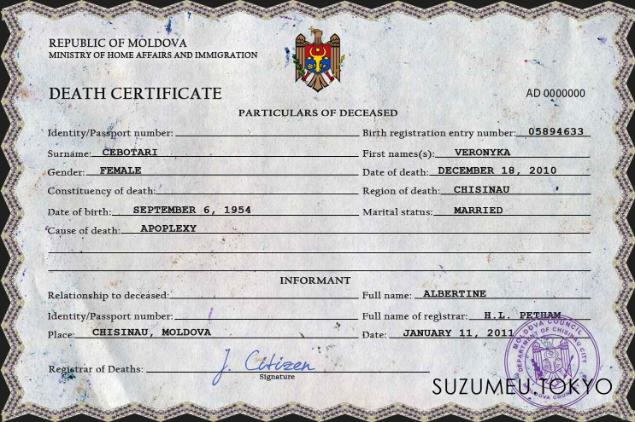 REPUBLIC OF MOLDOVA
MINISTRY OF HOME AFFAIRS AND IMMIGRATION
DEATH CERTIFICATE
AD 0000000
PARTICULARS OF DECEASED
Identity/Passport number: Birth registration entry number: 05894633
Surname: CEBOTARI First names(s): VERONYKA
Gender: FEMALE Date of death: DECEMBER 18, 2010
Constituency of death: Region of death: CHISINAU
Date of birth: SEPTEMBER 6, 1954 Marital status: MARRIED
Cause of death: APOPLEXY
INFORMANT
Relationship to deceased: Full name: ALBERTINE
Identity/Passport number: Full name of registrar: H.L. PETHAM
Place: CHISINAU, MOLDOVA Date: JANUARY 11, 2011
Registrar of Deaths: J. Citizen
Signature
MOLDOVA COUNCIL
DEPARTMENT OF CHISINAU CITY
SUZUMEU.TOKYO